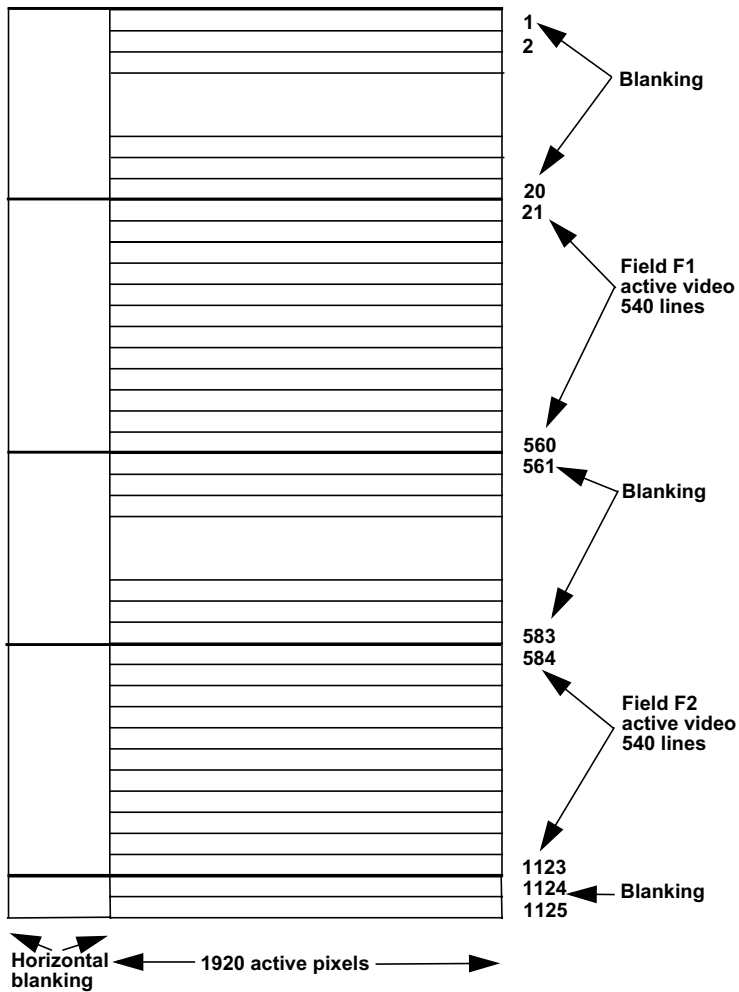 1
2
Blanking
20
21
Field F1
active video
540 lines
560
561
Blanking
583
584
Field F2
active video
540 lines
1123
1124
Blanking
1125
Horizontal
blanking
1920 active pixels